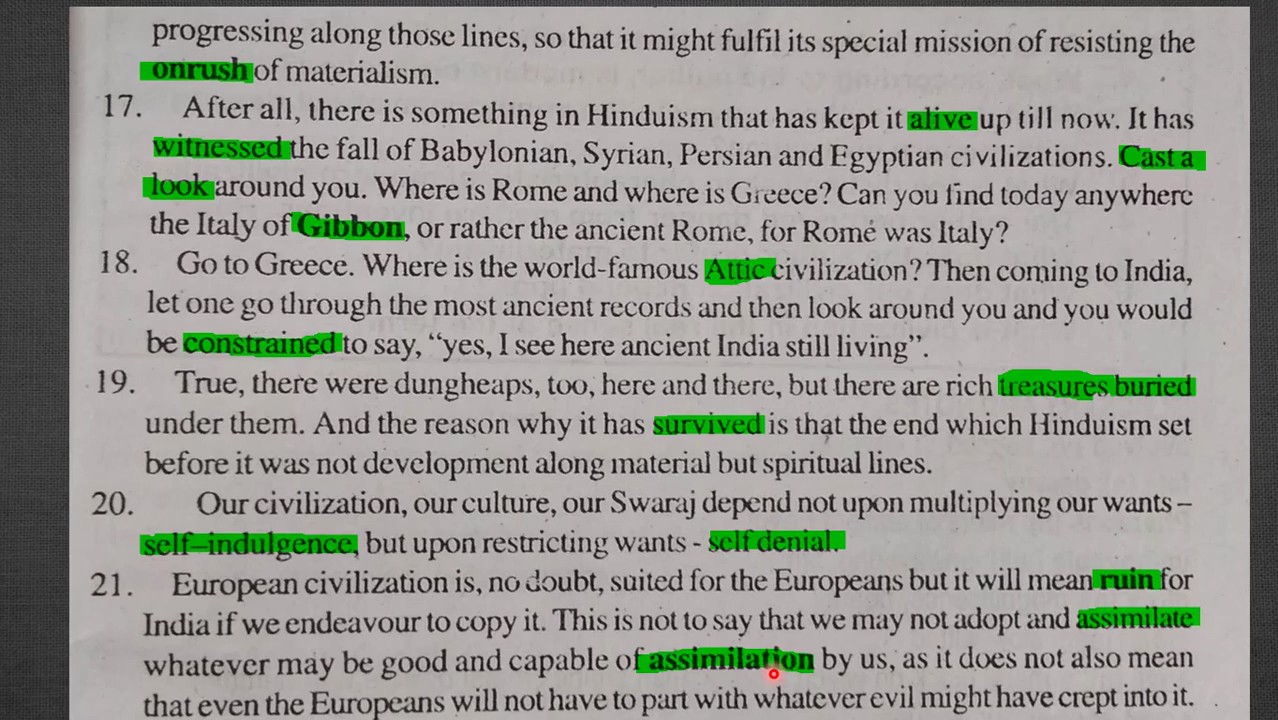 progressing along those lines, so that it might fulfil its special mission of resisting the
onrush of materialism.
17. After all, there is something in Hinduism that has kept it alive up till now. It has
witnessed the fall of Babylonian, Syrian, Persian and Egyptian civilizations. Cast a
look around you. Where is Rome and where is Greece? Can you find today anywhere
the Italy of Gibbon, or rather the ancient Rome, for Rome was Italy?
18. Go to Greece. Where is the world-famous Attic civilization? Then coming to India,
let one go through the most ancient records and then look around you and you would
be constrained to say, “yes, I see here ancient India still living”.
19. True, there were dungheaps, too, here and there, but there are rich treasures buried
under them. And the reason why it has survived is that the end which Hinduism set
before it was not development along material but spiritual lines.
20. Our civilization, our culture, our Swaraj depend not upon multiplying our wants –
self–indulgence, but upon restricting wants - self denial.
21. European civilization is, no doubt, suited for the Europeans but it will mean ruin for
India if we endeavour to copy it. This is not to say that we may not adopt and assimilate
whatever may be good and capable of assimilation by us, as it does not also mean
that even the Europeans will not have to part with whatever evil might have crept into it.